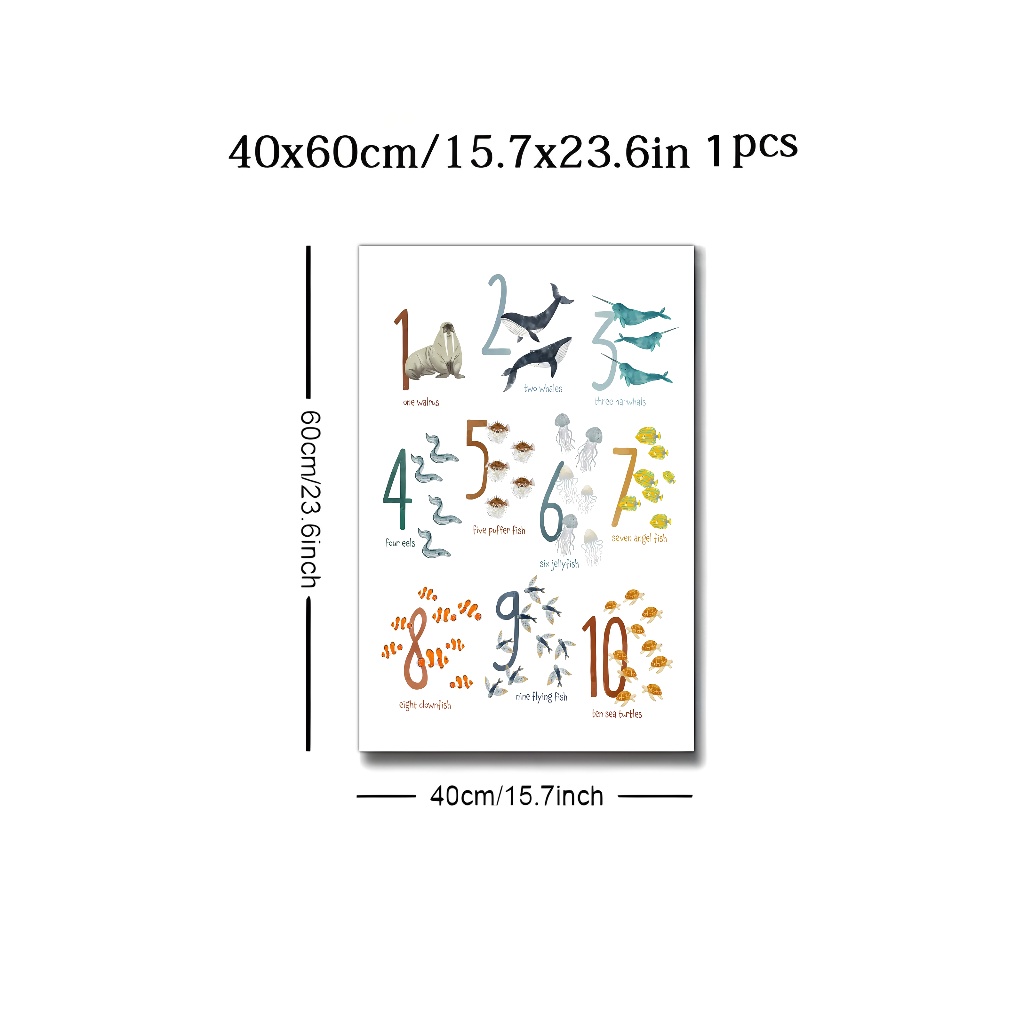 40x60cm/15.7x23.6in 1pcs
60cm/23.6inch
1
one walrus
2
two whales
3
three narwhals
4
four eels
5
five puffer fish
6
six jellyfish
7
seven angel fish
8
eight clownfish
9
nine flying fish
10
ten sea turtles
40cm/15.7inch